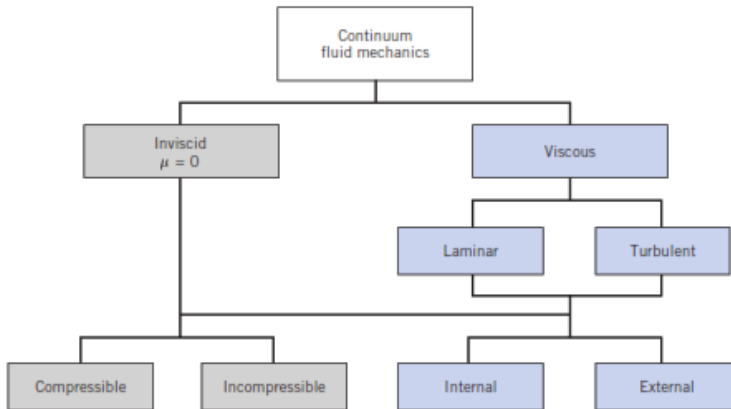 Continuum
fluid mechanics
Inviscid
μ = 0
Viscous
Laminar
Turbulent
Compressible
Incompressible
Internal
External